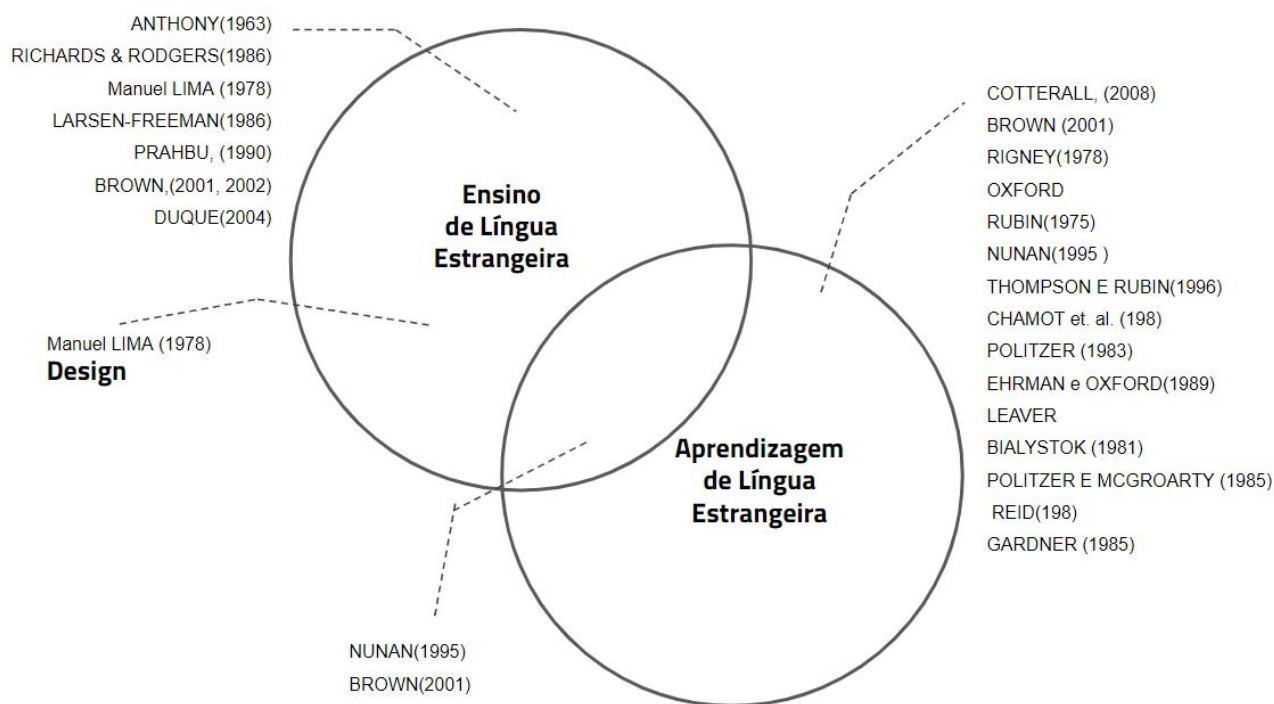 ANTHONY(1963)
RICHARDS & RODGERS(1986)
Manuel LIMA (1978)
LARSEN-FREEMAN(1986)
PRAHBU, (1990)
BROWN,(2001, 2002)
DUQUE(2004)
Ensino
de Língua
Estrangeira
Manuel LIMA (1978)
Design
COTTERALL, (2008)
BROWN (2001)
RIGNEY(1978)
OXFORD
RUBIN(1975)
NUNAN(1995 )
THOMPSON E RUBIN(1996)
CHAMOT et. al. (198)
POLITZER (1983)
EHRMAN e OXFORD(1989)
LEAVER
BIALYSTOK (1981)
POLITZER E MCGROARTY (1985)
REID(198)
GARDNER (1985)
Aprendizagem
de Língua
Estrangeira
NUNAN(1995)
BROWN(2001)